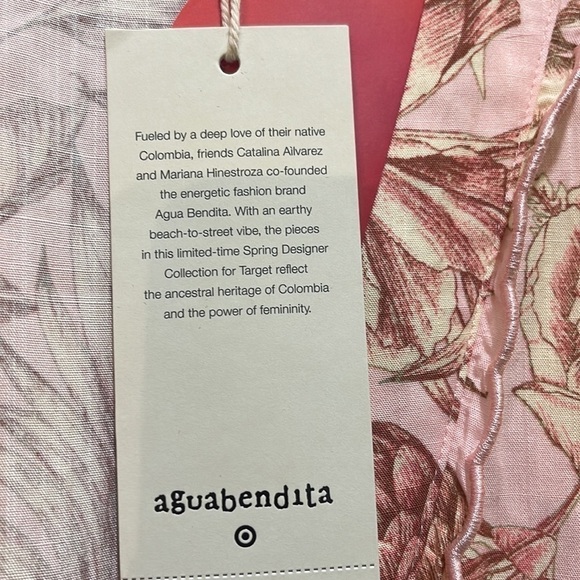 Fueled by a deep love of their native
Colombia, friends Catalina Aĩlvarez
and Mariana Hinestroza co-founded
the energetic fashion brand
Agua Bendita. With an earthy
beach-to-street vibe, the pieces
in this limited-time Spring Designer
Collection for Target reflect
the ancestral heritage of Colombia
and the power of femininity.
aguabendita